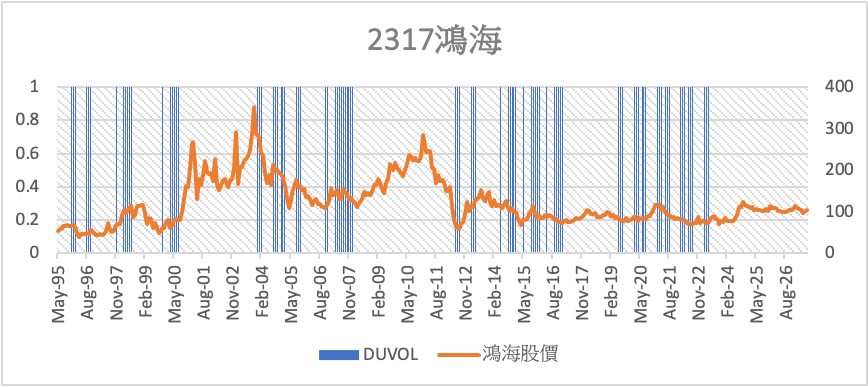 2317鴻海
1
0.8
0.6
0.4
0.2
0
400
300
200
100
0
May-95
Aug-96
Nov-97
Feb-99
May-00
Aug-01
Nov-02
Feb-04
May-05
Aug-06
Nov-07
Feb-09
May-10
Aug-11
Nov-12
Feb-14
May-15
Aug-16
Nov-17
Feb-19
May-20
Aug-21
Nov-22
Feb-24
May-25
Aug-26
DUVOL
鴻海股價